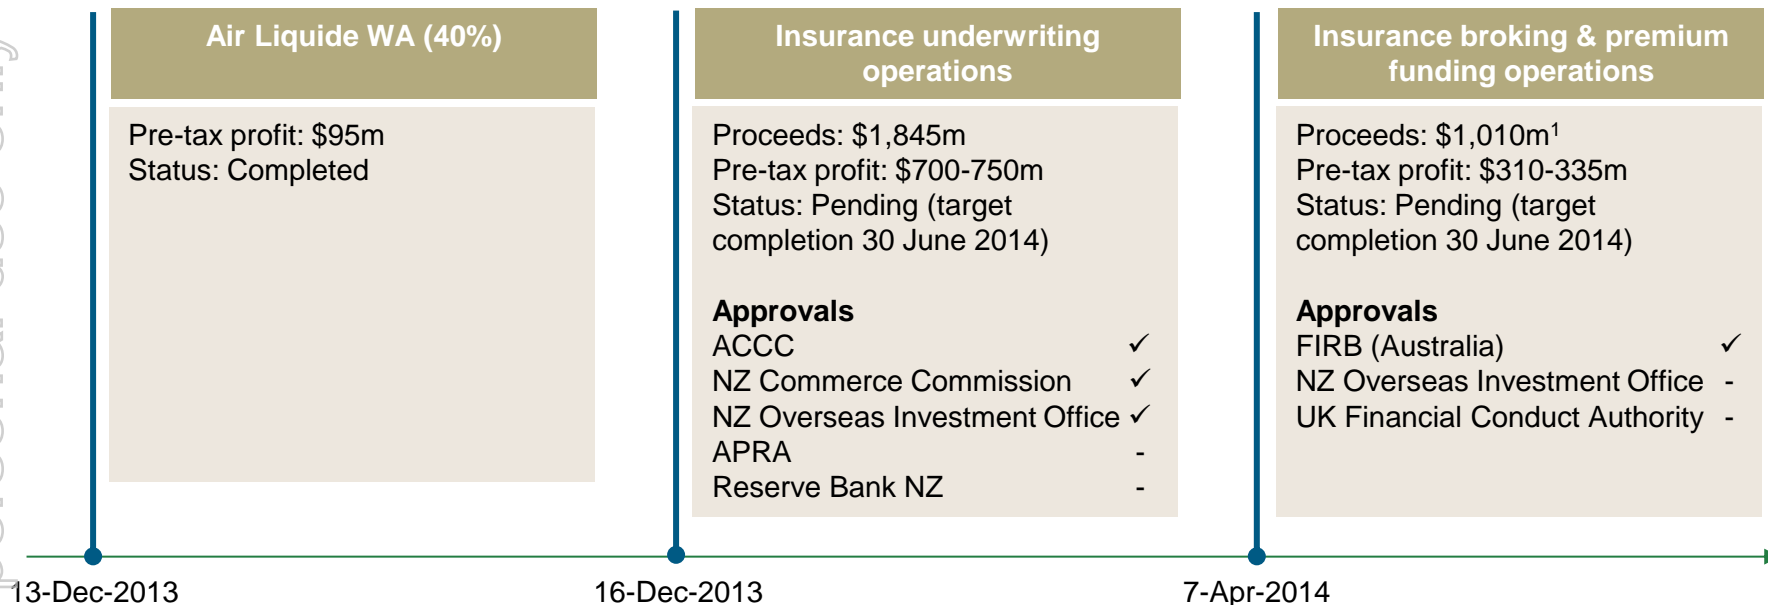 Air Liquide WA (40%)
Pre-tax profit: $95m
Status: Completed
Insurance underwriting
operations
Proceeds: $1,845m
Pre-tax profit: $700-750m
Status: Pending (target
completion 30 June 2014)
Approvals
ACCC ✓
NZ Commerce Commission ✓
NZ Overseas Investment Office ✓
APRA -
Reserve Bank NZ -
Insurance broking & premium
funding operations
Proceeds: $1,010m¹
Pre-tax profit: $310-335m
Status: Pending (target
completion 30 June 2014)
Approvals
FIRB (Australia) ✓
NZ Overseas Investment Office -
UK Financial Conduct Authority -
13-Dec-2013
16-Dec-2013
7-Apr-2014